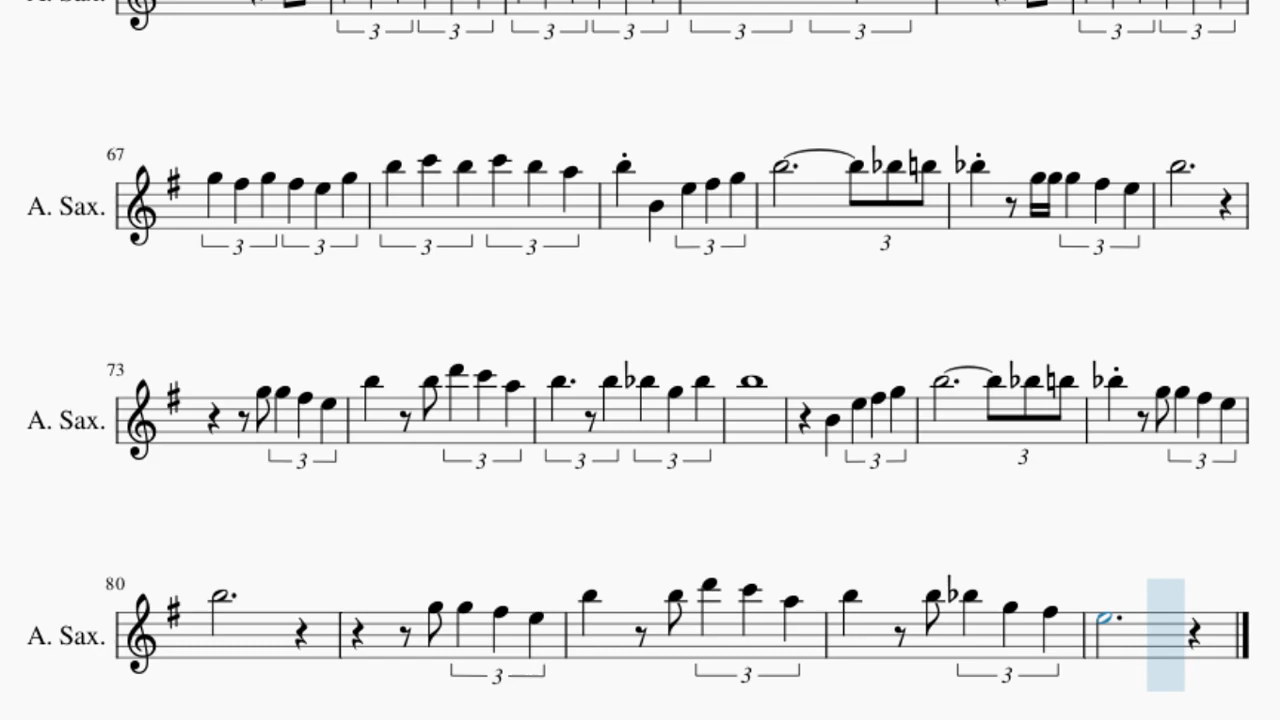 A. Sax.
3 3 3 3 3 3 3 3
67
A. Sax.
3 3 3 3 3 3 3
73
A. Sax.
3 3 3 3 3 3 3
80
A. Sax.
3 3 3